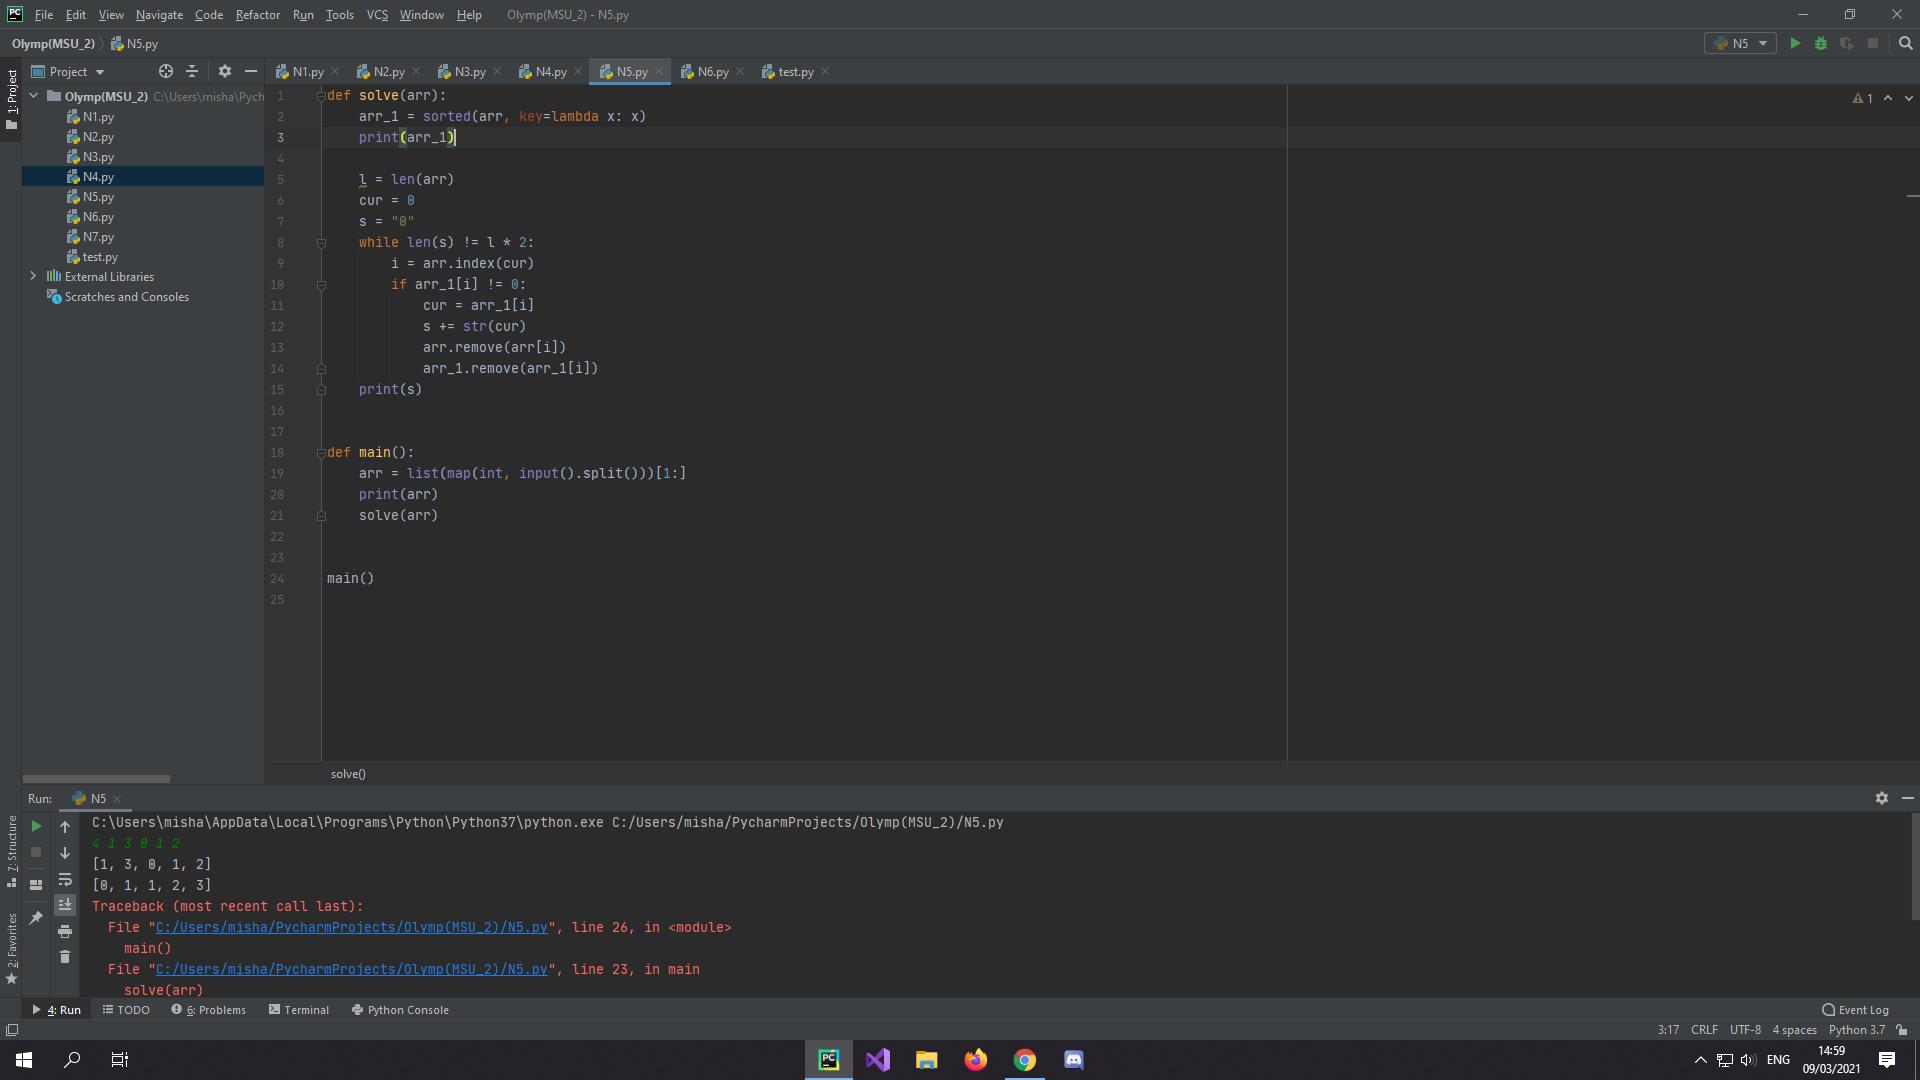 PC File Edit View Navigate Code Refactor Run Tools VCS Window Help Olymp(MSU_2) - N5.py
Olymp(MSU_2) N5.py N5
1: Project
Project N1.py N2.py N3.py N4.py N5.py N6.py test.py
Olymp(MSU_2) C:\Users\misha\Pych
N1.py
N2.py
N3.py
N4.py
N5.py
N6.py
N7.py
test.py
External Libraries
Scratches and Consoles
1 def solve(arr):
2 arr_1 = sorted(arr, key=lambda x: x)
3 print(arr_1)
4
5 l = len(arr)
6 cur = 0
7 s = "0"
8 while len(s) != l * 2:
9 i = arr.index(cur)
10 if arr_1[i] != 0:
11 cur = arr_1[i]
12 s += str(cur)
13 arr.remove(arr[i])
14 arr_1.remove(arr_1[i])
15 print(s)
16
17
18 def main():
19 arr = list(map(int, input().split()))[1:]
20 print(arr)
21 solve(arr)
22
23
24 main()
25
1
solve()
Run: N5
7: Structure
2: Favorites
C:\Users\misha\AppData\Local\Programs\Python\Python37\python.exe C:/Users/misha/PycharmProjects/Olymp(MSU_2)/N5.py
4 1 3 0 1 2
[1, 3, 0, 1, 2]
[0, 1, 1, 2, 3]
Traceback (most recent call last):
File "C:/Users/misha/PycharmProjects/Olymp(MSU_2)/N5.py", line 26, in <module>
main()
File "C:/Users/misha/PycharmProjects/Olymp(MSU_2)/N5.py", line 23, in main
solve(arr)
4: Run TODO 6: Problems Terminal Python Console Event Log
3:17 CRLF UTF-8 4 spaces Python 3.7
PC ENG 14:59
09/03/2021